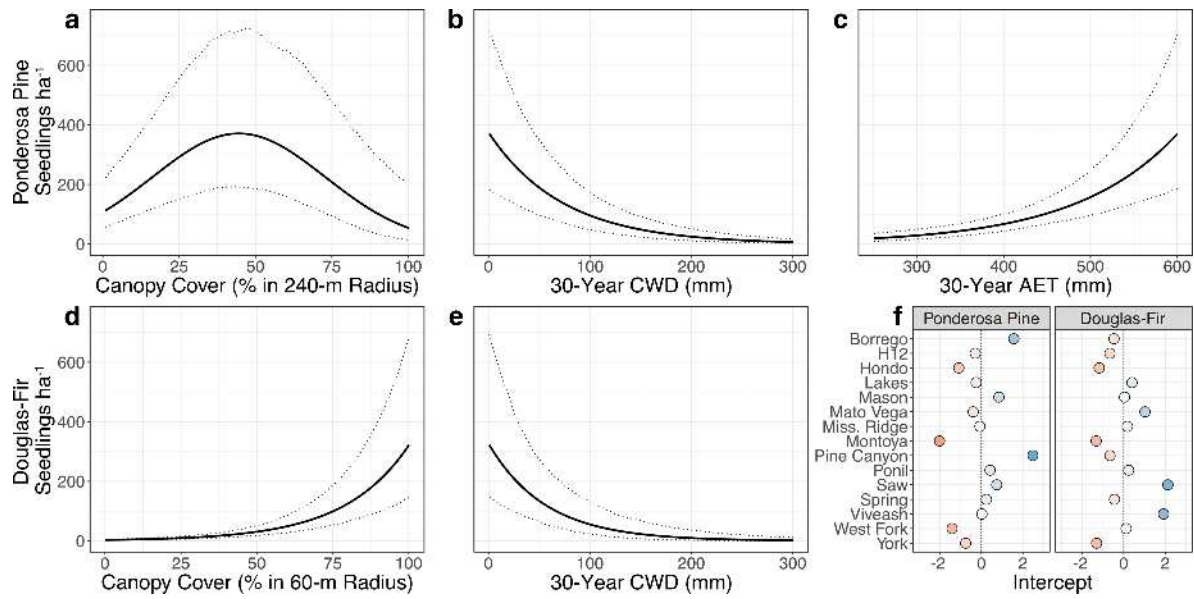 a
b
c
Ponderosa Pine
Seedlings ha⁻¹
600
400
200
0
0 25 50 75 100
Canopy Cover (% in 240-m Radius)
0 100 200 300
30-Year CWD (mm)
300 400 500 600
30-Year AET (mm)
d
e
f
Douglas-Fir
Seedlings ha⁻¹
600
400
200
0
0 25 50 75 100
Canopy Cover (% in 60-m Radius)
0 100 200 300
30-Year CWD (mm)
Ponderosa Pine Douglas-Fir
Borrego
H12
Hondo
Lakes
Mason
Mato Vega
Miss. Ridge
Montoya
Pine Canyon
Ponil
Saw
Spring
Viveash
West Fork
York
-2 0 2 -2 0 2
Intercept